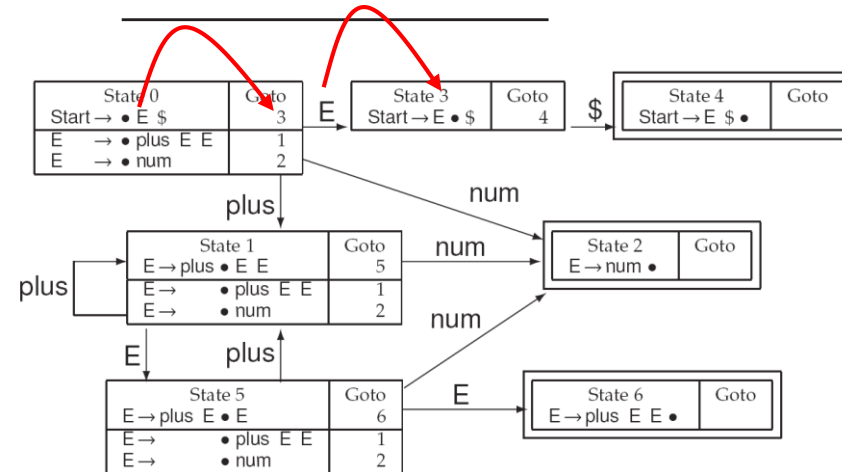 State 0 Goto
Start → • E $ 3
E → • plus E E 1
E → • num 2
E
State 3 Goto
Start → E • $ 4
$
State 4 Goto
Start → E $ •
plus
num
State 1 Goto
E → plus • E E 5
E → • plus E E 1
E → • num 2
plus
num
State 2 Goto
E → num •
E
plus
num
State 5 Goto
E → plus E • E 6
E → • plus E E 1
E → • num 2
E
State 6 Goto
E → plus E E •